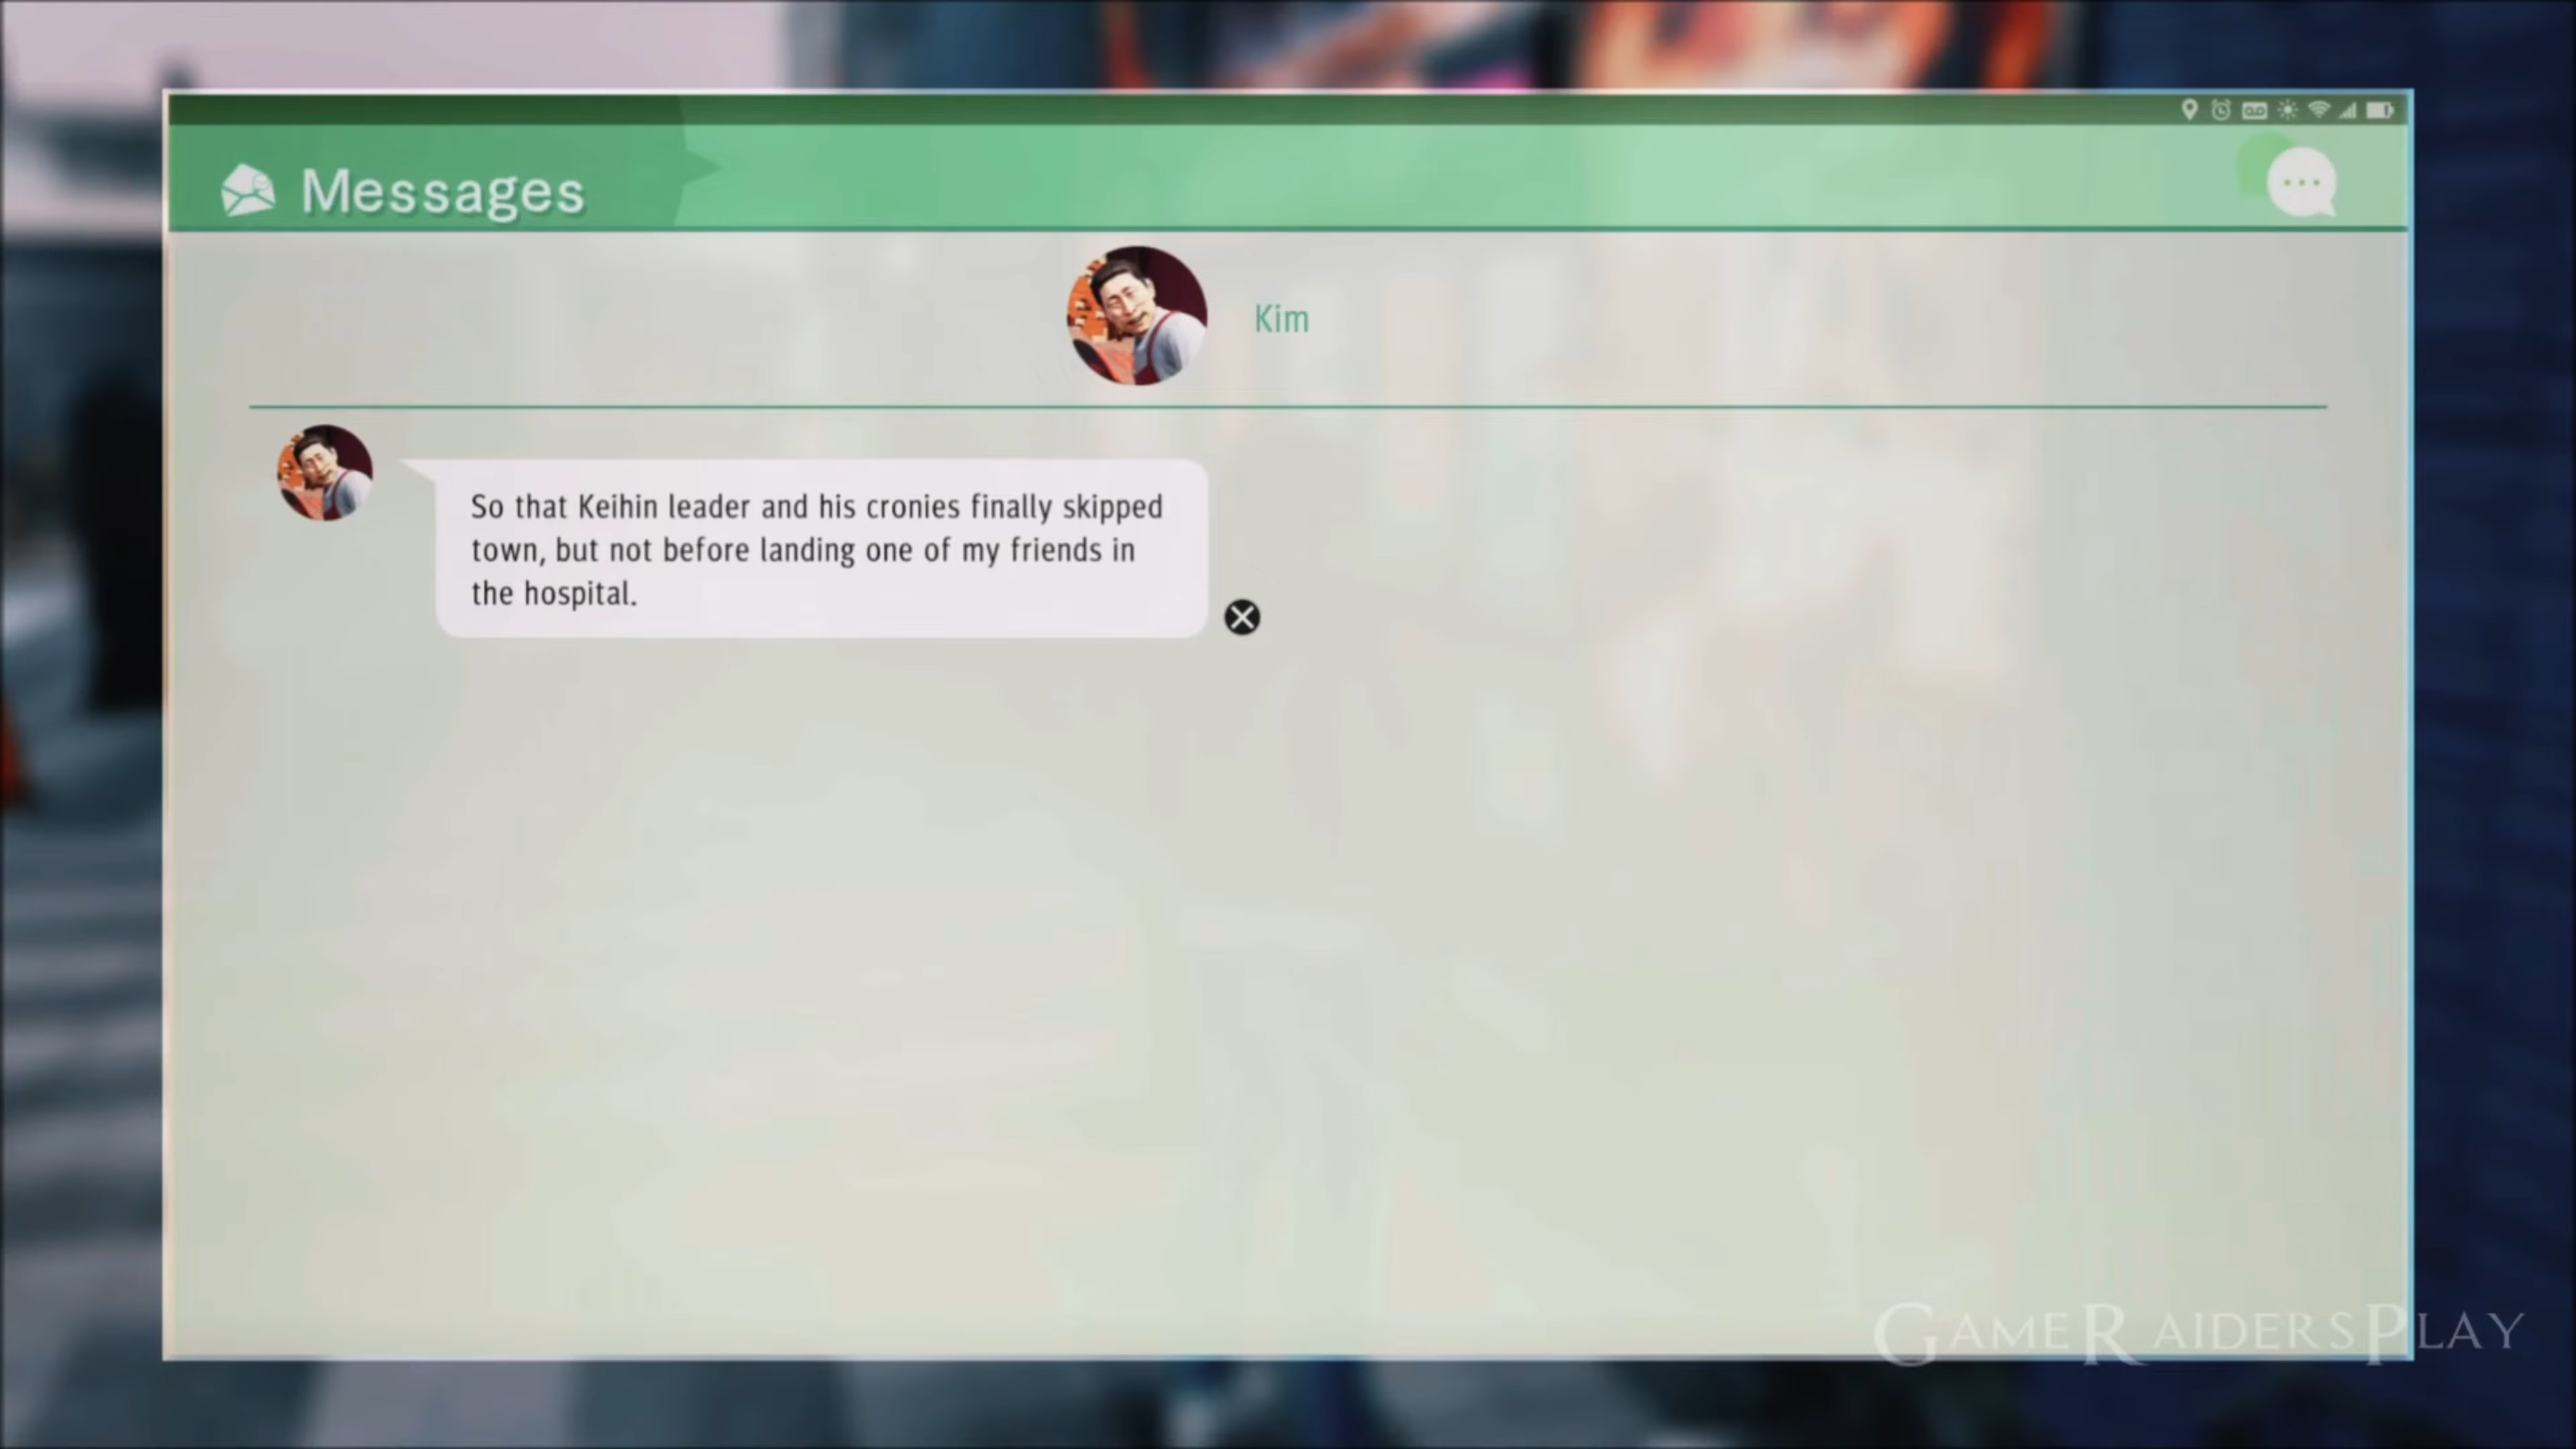 Messages
Kim
So that Keihin leader and his cronies finally skipped
town, but not before landing one of my friends in
the hospital.
GAMERAIDERSPLAY